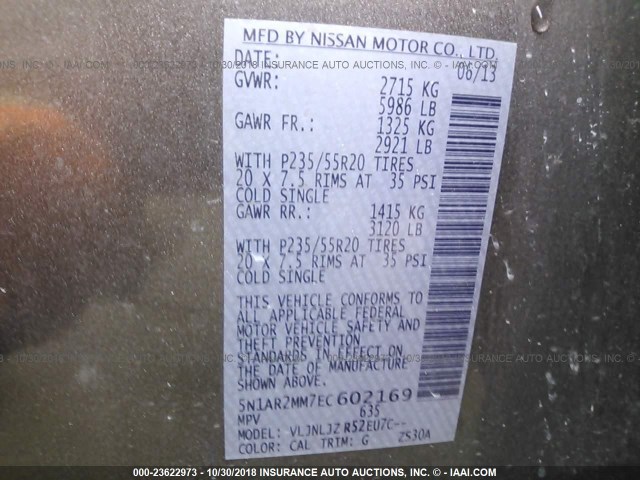 MFD BY NISSAN MOTOR CO., LTD.
DATE: 06/13
GVWR: 2715 KG
5986 LB
GAWR FR.: 1325 KG
2921 LB
WITH P235/55R20 TIRES
20 X 7.5 RIMS AT 35 PSI
COLD SINGLE
GAWR RR.: 1415 KG
3120 LB
WITH P235/55R20 TIRES
20 X 7.5 RIMS AT 35 PSI
COLD SINGLE
THIS VEHICLE CONFORMS TO
ALL APPLICABLE FEDERAL
MOTOR VEHICLE SAFETY AND
THEFT PREVENTION
STANDARDS IN EFFECT ON
THE DATE OF MANUFACTURE
SHOWN ABOVE.
5N1AR2MM7EC602169
MPV 635
MODEL: VLJNLJZ R52EU7C--
COLOR: CAL TRIM: G ZS30A
000-23622973 - 10/30/2018 INSURANCE AUTO AUCTIONS, INC. - IAAI.COM